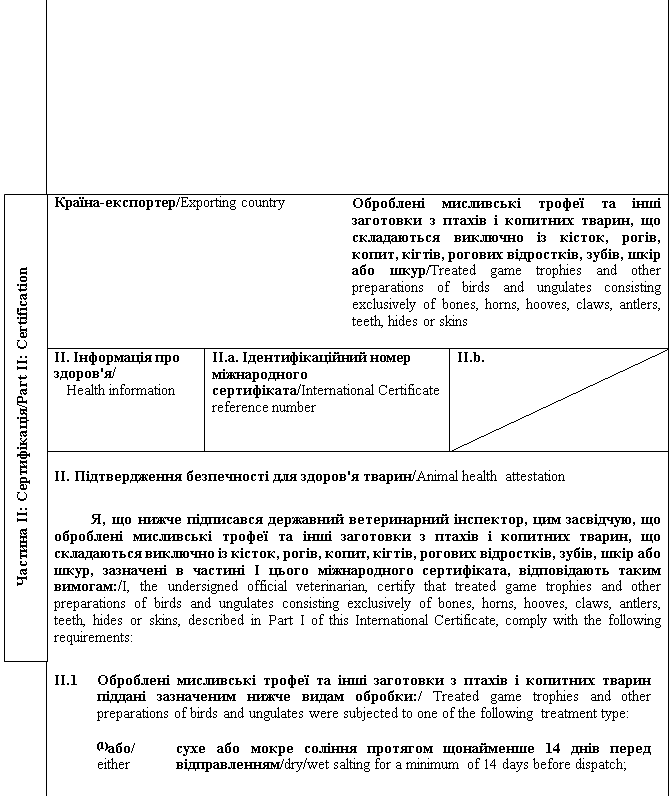 Частина II: Сертифікація/Part II: Certification
Країна-експортер/Exporting country
Оброблені мисливські трофеї та інші
заготовки з птахів і копитних тварин, що
складаються виключно із кісток, рогів,
копит, кігтів, рогових відростків, зубів, шкір
або шкур/Treated game trophies and other
preparations of birds and ungulates consisting
exclusively of bones, horns, hooves, claws, antlers,
teeth, hides or skins
II. Інформація про
здоров'я/
Health information
II.a. Ідентифікаційний номер
міжнародного
сертифіката/International Certificate
reference number
II.b.
II. Підтвердження безпечності для здоров'я тварин/Animal health attestation
Я, що нижче підписався державний ветеринарний інспектор, цим засвідчую, що
оброблені мисливські трофеї та інші заготовки з птахів і копитних тварин, що
складаються виключно із кісток, рогів, копит, кігтів, рогових відростків, зубів, шкір або
шкур, зазначені в частині I цього міжнародного сертифіката, відповідають таким
вимогам:/I, the undersigned official veterinarian, certify that treated game trophies and other
preparations of birds and ungulates consisting exclusively of bones, horns, hooves, claws, antlers,
teeth, hides or skins, described in Part I of this International Certificate, comply with the following
requirements:
II.1 Оброблені мисливські трофеї та інші заготовки з птахів і копитних тварин
піддані зазначеним нижче видам обробки:/ Treated game trophies and other
preparations of birds and ungulates were subjected to one of the following treatment type:
(1)або/ сухе або мокре соління протягом щонайменше 14 днів перед
either відправленням/dry/wet salting for a minimum of 14 days before dispatch;